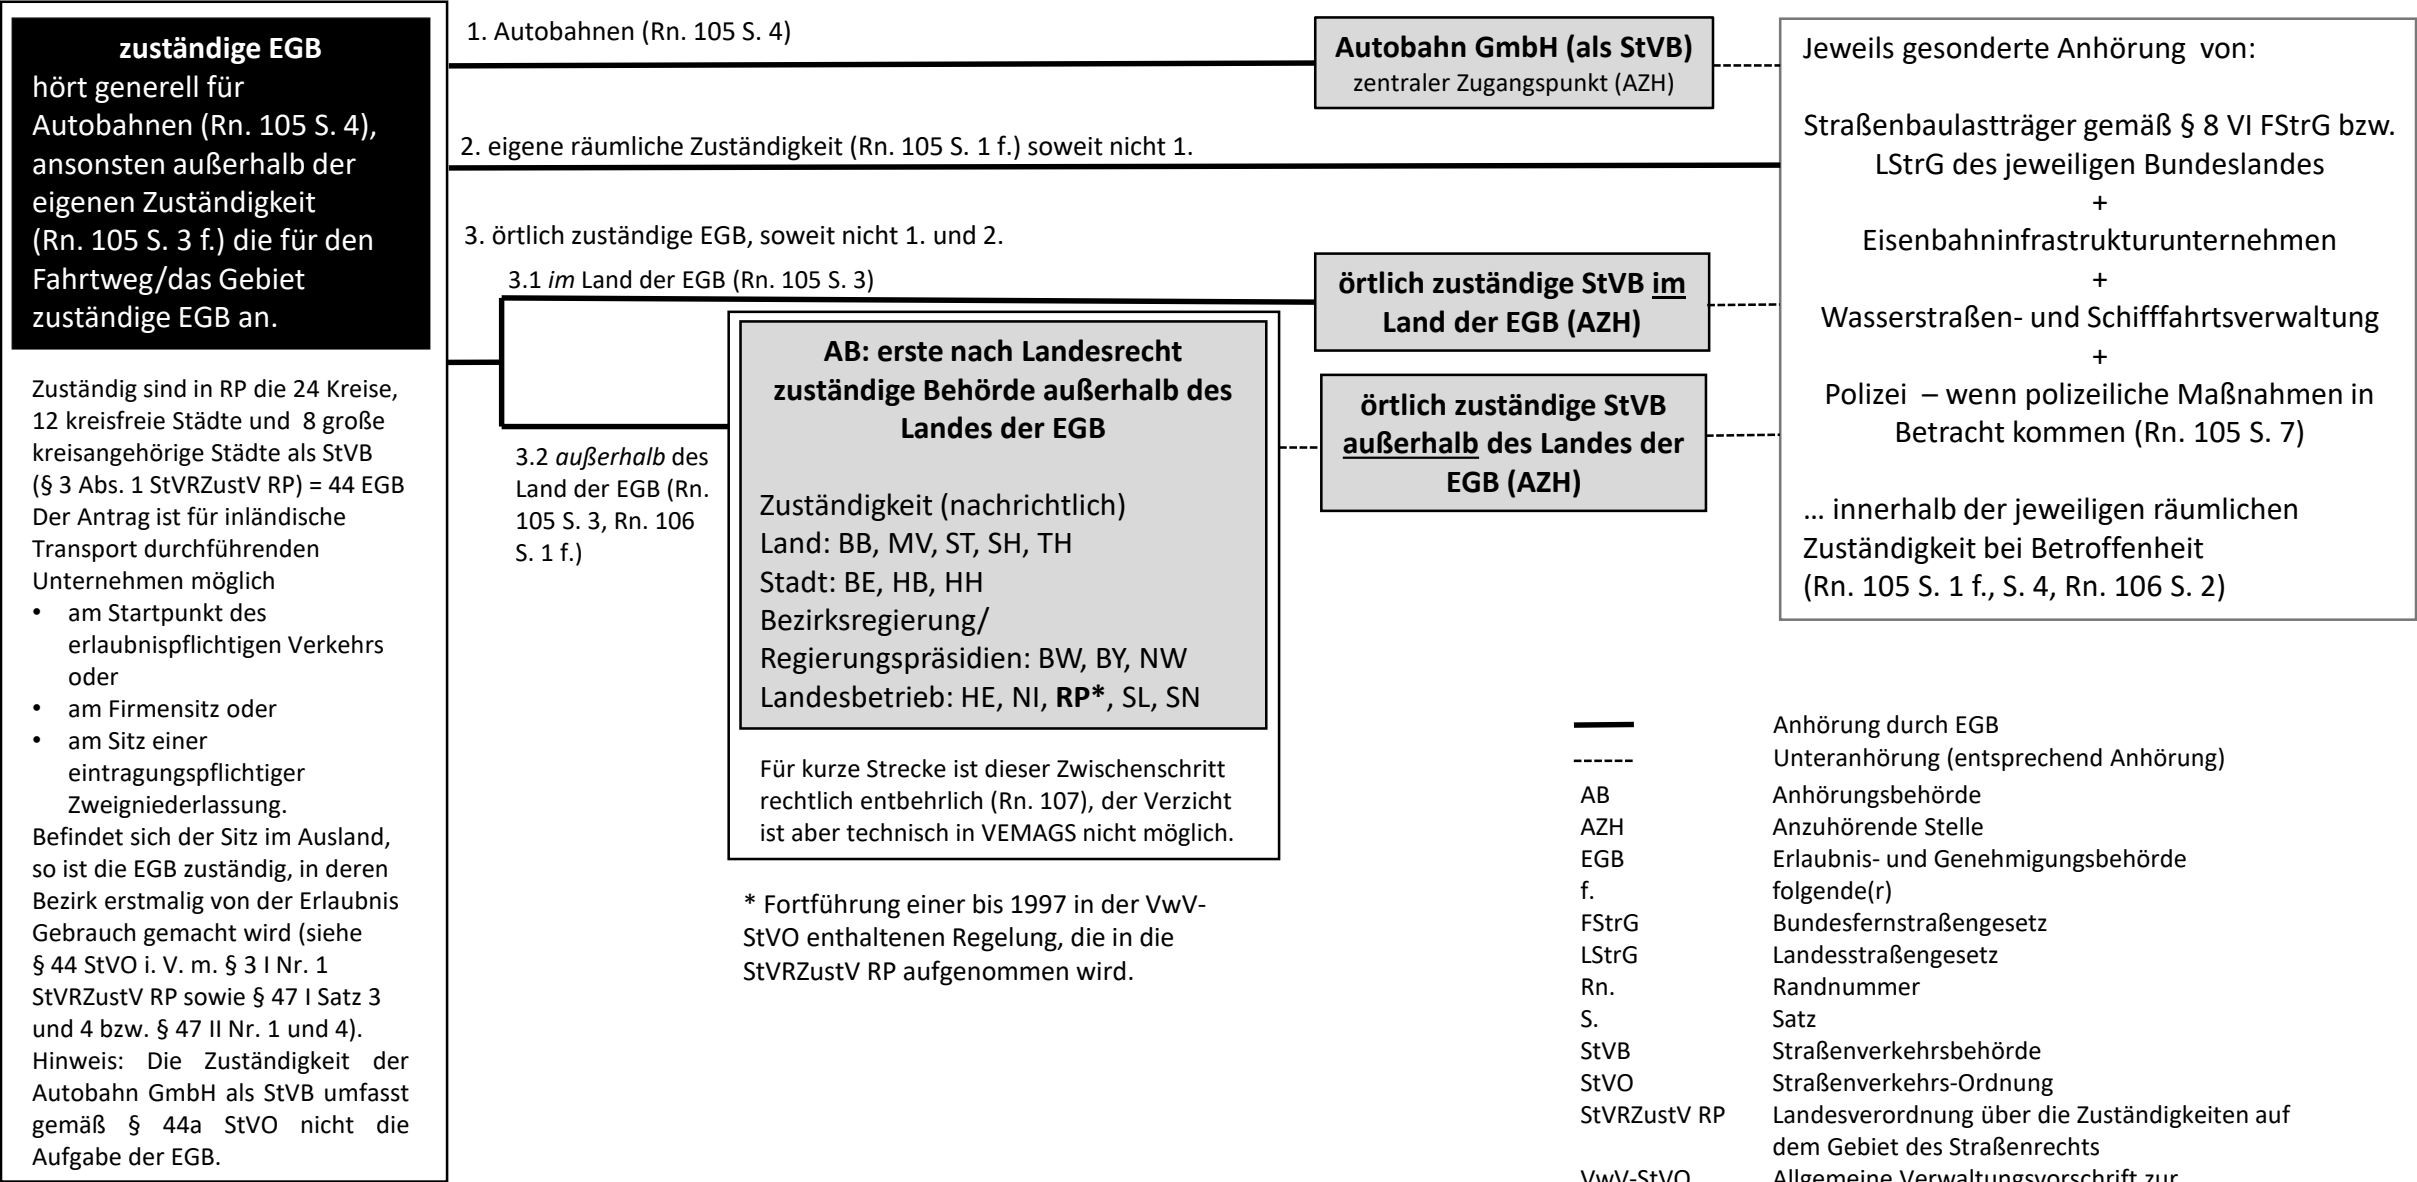 zuständige EGB
hört generell für
Autobahnen (Rn. 105 S. 4),
ansonsten außerhalb der
eigenen Zuständigkeit
(Rn. 105 S. 3 f.) die für den
Fahrtweg/das Gebiet
zuständige EGB an.
Zuständig sind in RP die 24 Kreise,
12 kreisfreie Städte und 8 große
kreisangehörige Städte als StVB
(§ 3 Abs. 1 StVRZustV RP) = 44 EGB
Der Antrag ist für inländische
Transport durchführenden
Unternehmen möglich
• am Startpunkt des
erlaubnispflichtigen Verkehrs
oder
• am Firmensitz oder
• am Sitz einer
eintragungspflichtiger
Zweigniederlassung.
Befindet sich der Sitz im Ausland,
so ist die EGB zuständig, in deren
Bezirk erstmalig von der Erlaubnis
Gebrauch gemacht wird (siehe
§ 44 StVO i. V. m. § 3 I Nr. 1
StVRZustV RP sowie § 47 I Satz 3
und 4 bzw. § 47 II Nr. 1 und 4).
Hinweis: Die Zuständigkeit der
Autobahn GmbH als StVB umfasst
gemäß § 44a StVO nicht die
Aufgabe der EGB.
1. Autobahnen (Rn. 105 S. 4)
2. eigene räumliche Zuständigkeit (Rn. 105 S. 1 f.) soweit nicht 1.
3. örtlich zuständige EGB, soweit nicht 1. und 2.
3.1 im Land der EGB (Rn. 105 S. 3)
3.2 außerhalb des
Land der EGB (Rn.
105 S. 3, Rn. 106
S. 1 f.)
AB: erste nach Landesrecht
zuständige Behörde außerhalb des
Landes der EGB
Zuständigkeit (nachrichtlich)
Land: BB, MV, ST, SH, TH
Stadt: BE, HB, HH
Bezirksregierung/
Regierungspräsidien: BW, BY, NW
Landesbetrieb: HE, NI, RP*, SL, SN
Für kurze Strecke ist dieser Zwischenschritt
rechtlich entbehrlich (Rn. 107), der Verzicht
ist aber technisch in VEMAGS nicht möglich.
* Fortführung einer bis 1997 in der VwV-
StVO enthaltenen Regelung, die in die
StVRZustV RP aufgenommen wird.
Autobahn GmbH (als StVB)
zentraler Zugangspunkt (AZH)
örtlich zuständige StVB im
Land der EGB (AZH)
örtlich zuständige StVB
außerhalb des Landes der
EGB (AZH)
Jeweils gesonderte Anhörung von:
Straßenbaulastträger gemäß § 8 VI FStrG bzw.
LStrG des jeweiligen Bundeslandes
+
Eisenbahninfrastrukturunternehmen
+
Wasserstraßen- und Schifffahrtsverwaltung
+
Polizei – wenn polizeiliche Maßnahmen in
Betracht kommen (Rn. 105 S. 7)
... innerhalb der jeweiligen räumlichen
Zuständigkeit bei Betroffenheit
(Rn. 105 S. 1 f., S. 4, Rn. 106 S. 2)
Anhörung durch EGB
------ Unteranhörung (entsprechend Anhörung)
AB Anhörungsbehörde
AZH Anzuhörende Stelle
EGB Erlaubnis- und Genehmigungsbehörde
f. folgende(r)
FStrG Bundesfernstraßengesetz
LStrG Landesstraßengesetz
Rn. Randnummer
S. Satz
StVB Straßenverkehrsbehörde
StVO Straßenverkehrs-Ordnung
StVRZustV RP Landesverordnung über die Zuständigkeiten auf
dem Gebiet des Straßenrechts
VwV-StVO Allgemeine Verwaltungsvorschrift zur